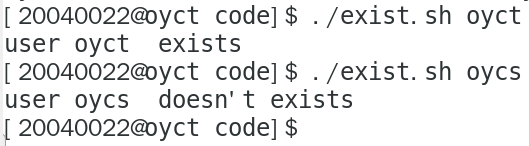 [ 20040022@oyct code] $ ./exist.sh oyct
user oyct  exists
[ 20040022@oyct code] $ ./exist.sh oycs
user oycs  doesn't exists
[ 20040022@oyct code] $